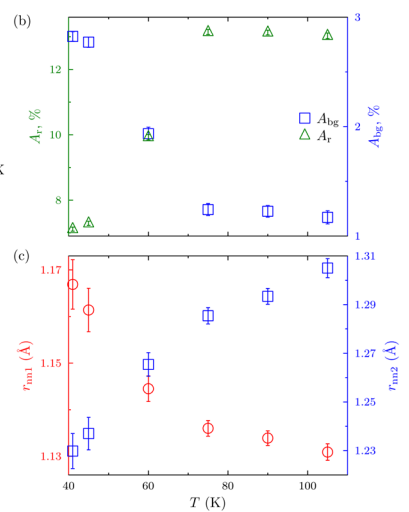 (b)
3
12
A_r, %
10
8
2
A_bg, %
1
A_bg
A_r
K
(c)
1.17
1.15
1.13
r_nn1 (Å)
1.31
1.29
1.27
1.25
1.23
r_nn2 (Å)
40 60 80 100
T (K)